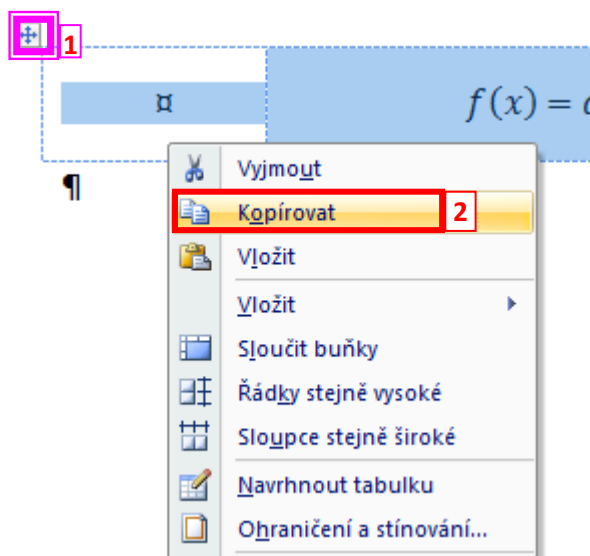 1
¤ f(x) =
¶
Vyjmout
Kopírovat 2
Vložit
Vložit
Sloučit buňky
Řádky stejně vysoké
Sloupce stejně široké
Navrhnout tabulku
Ohraničení a stínování...